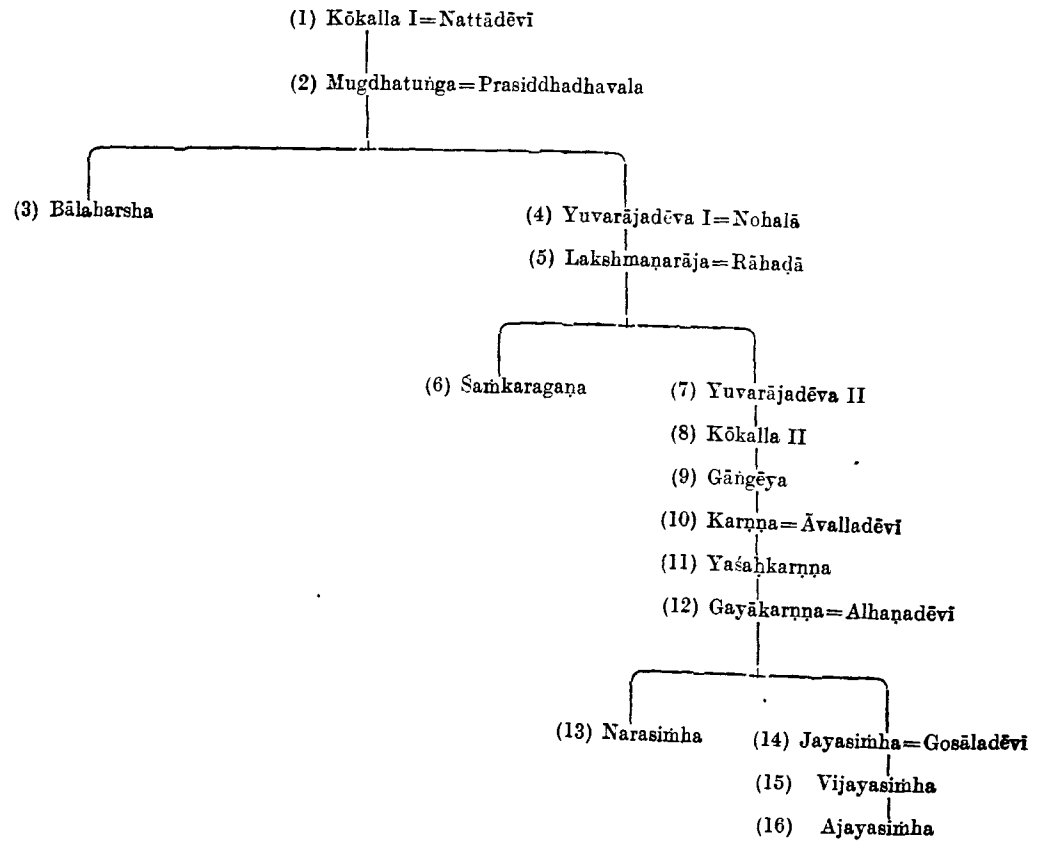 (1) Kōkalla I=Naṭṭādēvī
(2) Mugdhatuṅga=Prasiddhadhavala
(3) Bālaharsha
(4) Yuvarājadēva I=Nohalā
(5) Lakshmaṇarāja=Rāhaḍā
(6) Śaṁkaragaṇa
(7) Yuvarājadēva II
(8) Kōkalla II
(9) Gāṅgēya
(10) Karṇṇa=Āvalladēvī
(11) Yaśaḥkarṇṇa
(12) Gayākarṇṇa=Alhaṇadēvī
(13) Narasiṁha
(14) Jayasiṁha=Gosāladēvī
(15) Vijayasiṁha
(16) Ajayasiṁha